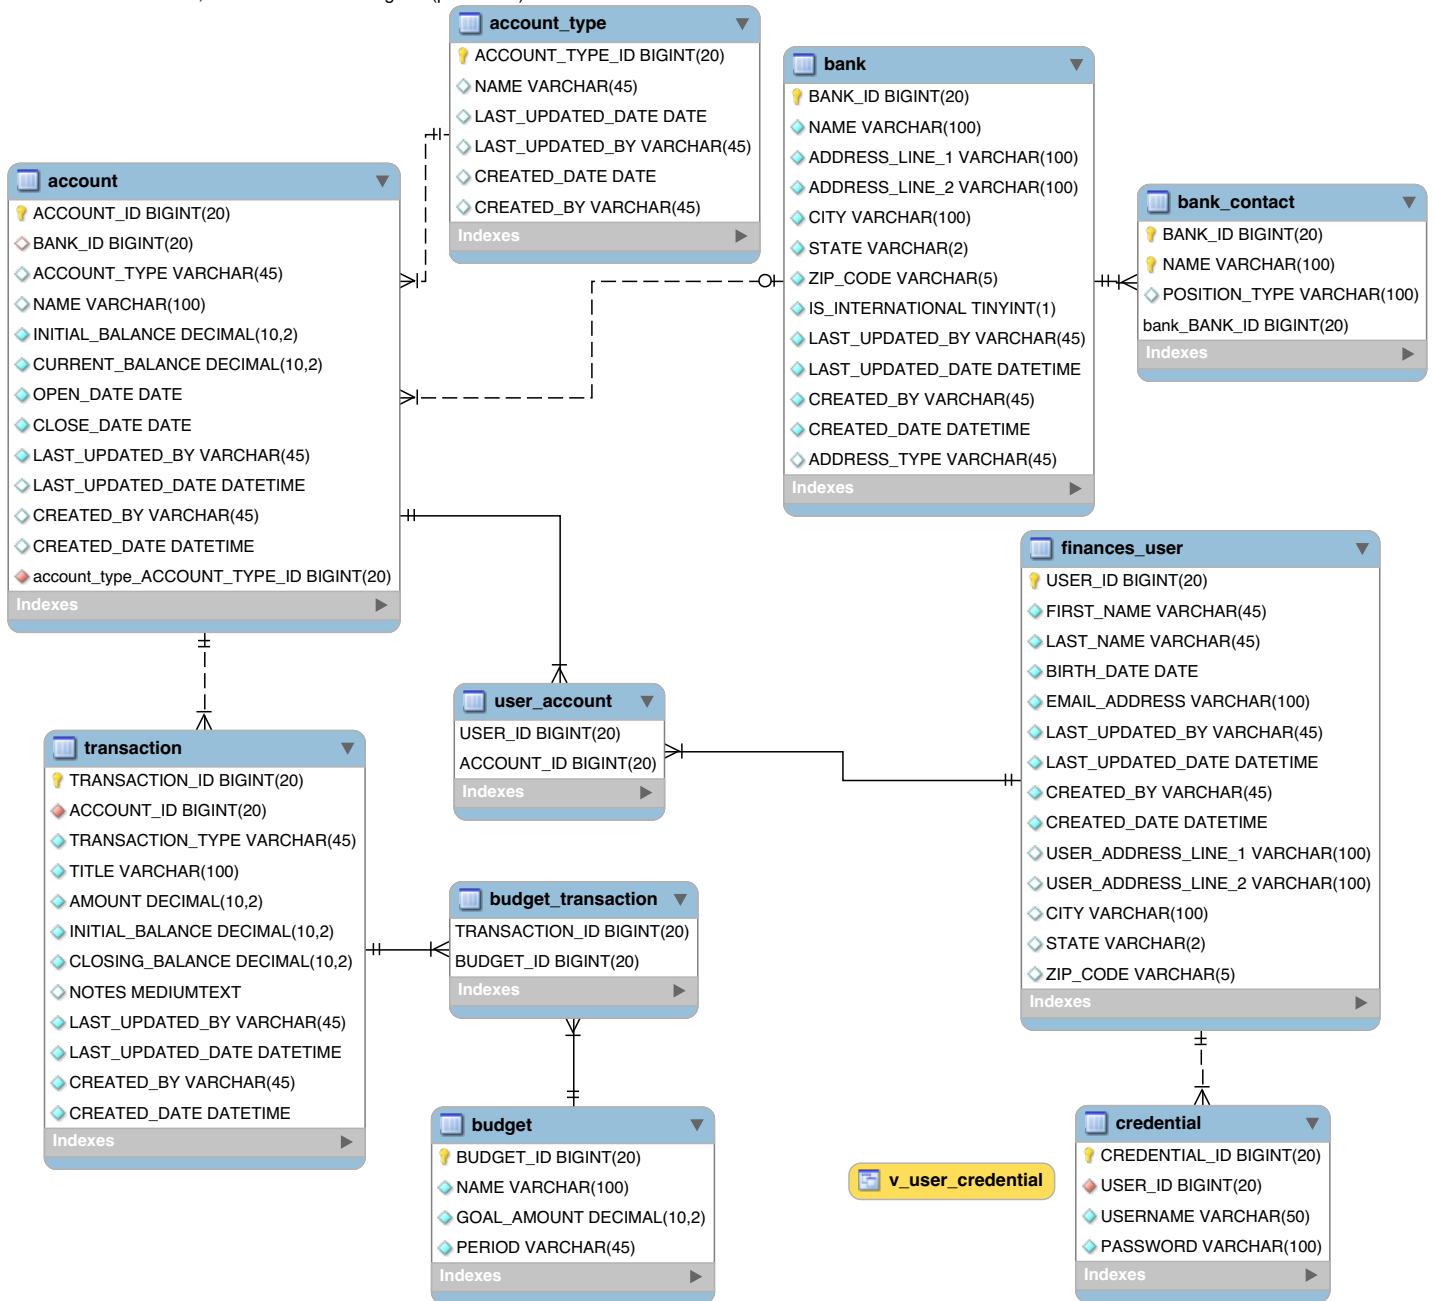 account_type
ACCOUNT_TYPE_ID BIGINT(20)
NAME VARCHAR(45)
LAST_UPDATED_DATE DATE
LAST_UPDATED_BY VARCHAR(45)
CREATED_DATE DATE
CREATED_BY VARCHAR(45)
Indexes
bank
BANK_ID BIGINT(20)
NAME VARCHAR(100)
ADDRESS_LINE_1 VARCHAR(100)
ADDRESS_LINE_2 VARCHAR(100)
CITY VARCHAR(100)
STATE VARCHAR(2)
ZIP_CODE VARCHAR(5)
IS_INTERNATIONAL TINYINT(1)
LAST_UPDATED_BY VARCHAR(45)
LAST_UPDATED_DATE DATETIME
CREATED_BY VARCHAR(45)
CREATED_DATE DATETIME
ADDRESS_TYPE VARCHAR(45)
Indexes
bank_contact
BANK_ID BIGINT(20)
NAME VARCHAR(100)
POSITION_TYPE VARCHAR(100)
bank_BANK_ID BIGINT(20)
Indexes
account
ACCOUNT_ID BIGINT(20)
BANK_ID BIGINT(20)
ACCOUNT_TYPE VARCHAR(45)
NAME VARCHAR(100)
INITIAL_BALANCE DECIMAL(10,2)
CURRENT_BALANCE DECIMAL(10,2)
OPEN_DATE DATE
CLOSE_DATE DATE
LAST_UPDATED_BY VARCHAR(45)
LAST_UPDATED_DATE DATETIME
CREATED_BY VARCHAR(45)
CREATED_DATE DATETIME
account_type_ACCOUNT_TYPE_ID BIGINT(20)
Indexes
finances_user
USER_ID BIGINT(20)
FIRST_NAME VARCHAR(45)
LAST_NAME VARCHAR(45)
BIRTH_DATE DATE
EMAIL_ADDRESS VARCHAR(100)
LAST_UPDATED_BY VARCHAR(45)
LAST_UPDATED_DATE DATETIME
CREATED_BY VARCHAR(45)
CREATED_DATE DATETIME
USER_ADDRESS_LINE_1 VARCHAR(100)
USER_ADDRESS_LINE_2 VARCHAR(100)
CITY VARCHAR(100)
STATE VARCHAR(2)
ZIP_CODE VARCHAR(5)
Indexes
user_account
USER_ID BIGINT(20)
ACCOUNT_ID BIGINT(20)
Indexes
transaction
TRANSACTION_ID BIGINT(20)
ACCOUNT_ID BIGINT(20)
TRANSACTION_TYPE VARCHAR(45)
TITLE VARCHAR(100)
AMOUNT DECIMAL(10,2)
INITIAL_BALANCE DECIMAL(10,2)
CLOSING_BALANCE DECIMAL(10,2)
NOTES MEDIUMTEXT
LAST_UPDATED_BY VARCHAR(45)
LAST_UPDATED_DATE DATETIME
CREATED_BY VARCHAR(45)
CREATED_DATE DATETIME
Indexes
budget_transaction
TRANSACTION_ID BIGINT(20)
BUDGET_ID BIGINT(20)
Indexes
budget
BUDGET_ID BIGINT(20)
NAME VARCHAR(100)
GOAL_AMOUNT DECIMAL(10,2)
PERIOD VARCHAR(45)
Indexes
v_user_credential
credential
CREDENTIAL_ID BIGINT(20)
USER_ID BIGINT(20)
USERNAME VARCHAR(50)
PASSWORD VARCHAR(100)
Indexes